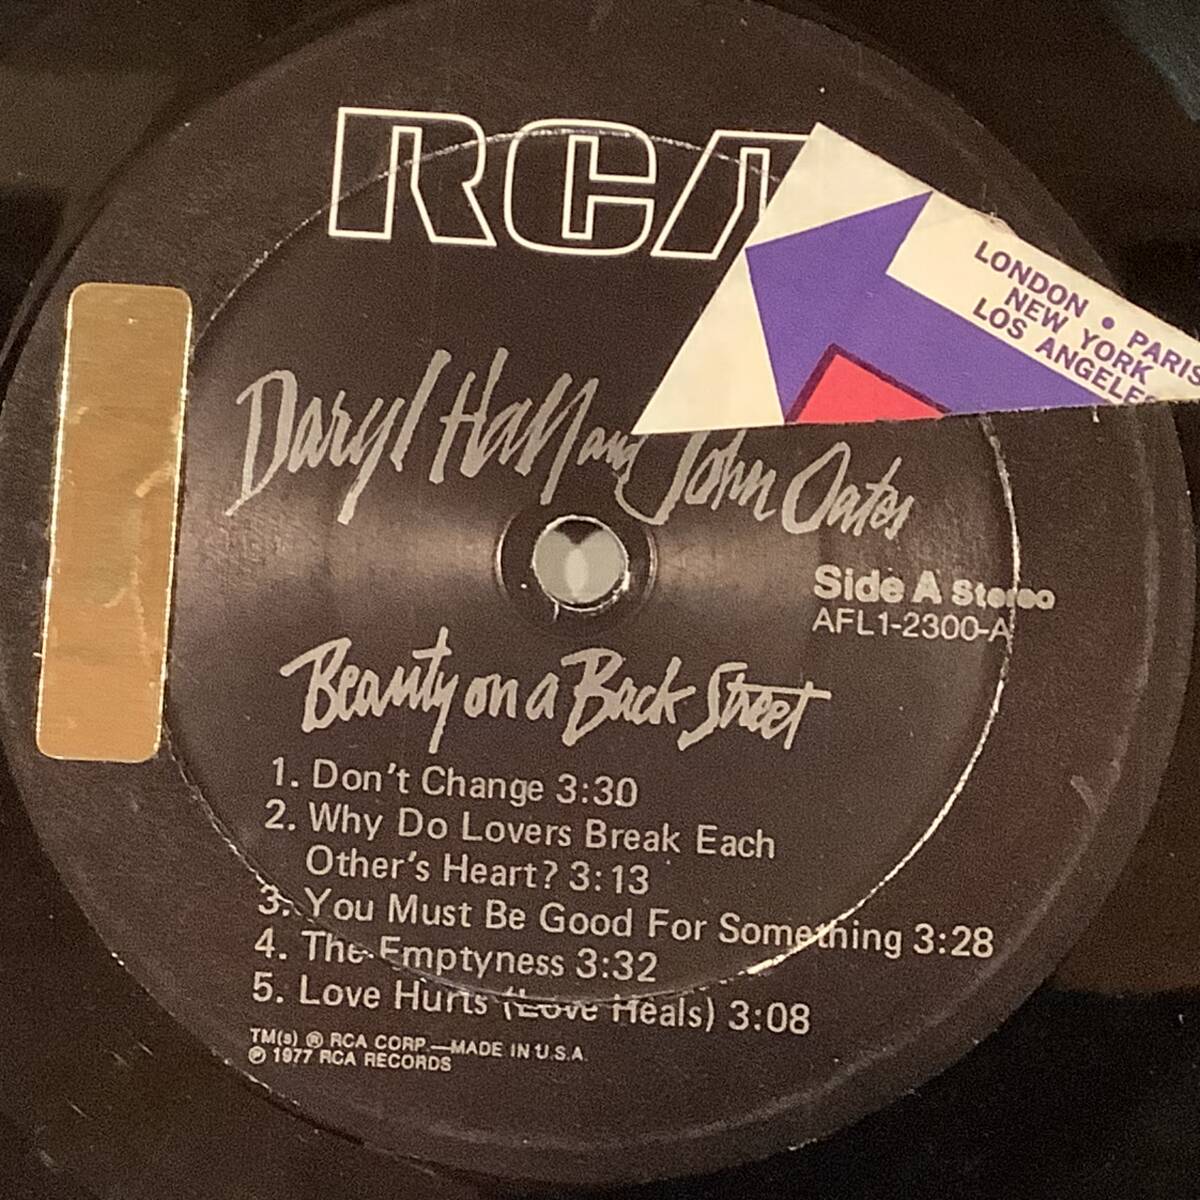 RCA
LONDON • PARIS
NEW YORK
LOS ANGELES
Daryl Hall and John Oates
Side A Stereo
AFL1-2300-A
Beauty on a Back Street
1. Don't Change 3:30
2. Why Do Lovers Break Each
Other's Heart? 3:13
3. You Must Be Good For Something 3:28
4. The Emptyness 3:32
5. Love Hurts (Love Heals) 3:08
TM(s) ® RCA CORP.—MADE IN U.S.A.
℗ 1977 RCA RECORDS